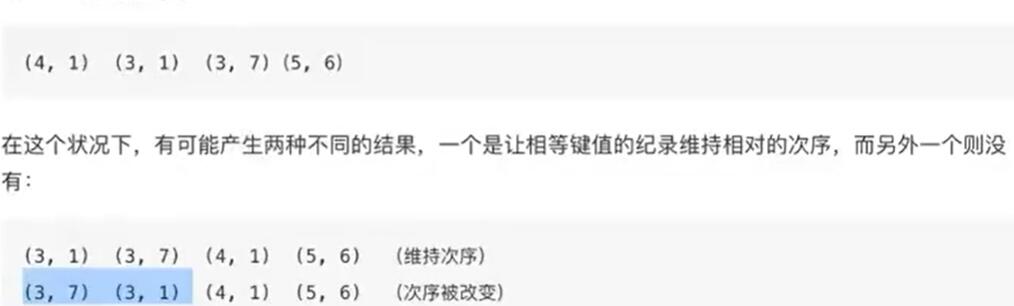 (4, 1) (3, 1) (3, 7) (5, 6)
在这个状况下，有可能产生两种不同的结果，一个是让相等键值的纪录维持相对的次序，而另外一个则没
有：
(3, 1) (3, 7) (4, 1) (5, 6) （维持次序）
(3, 7) (3, 1) (4, 1) (5, 6) （次序被改变）